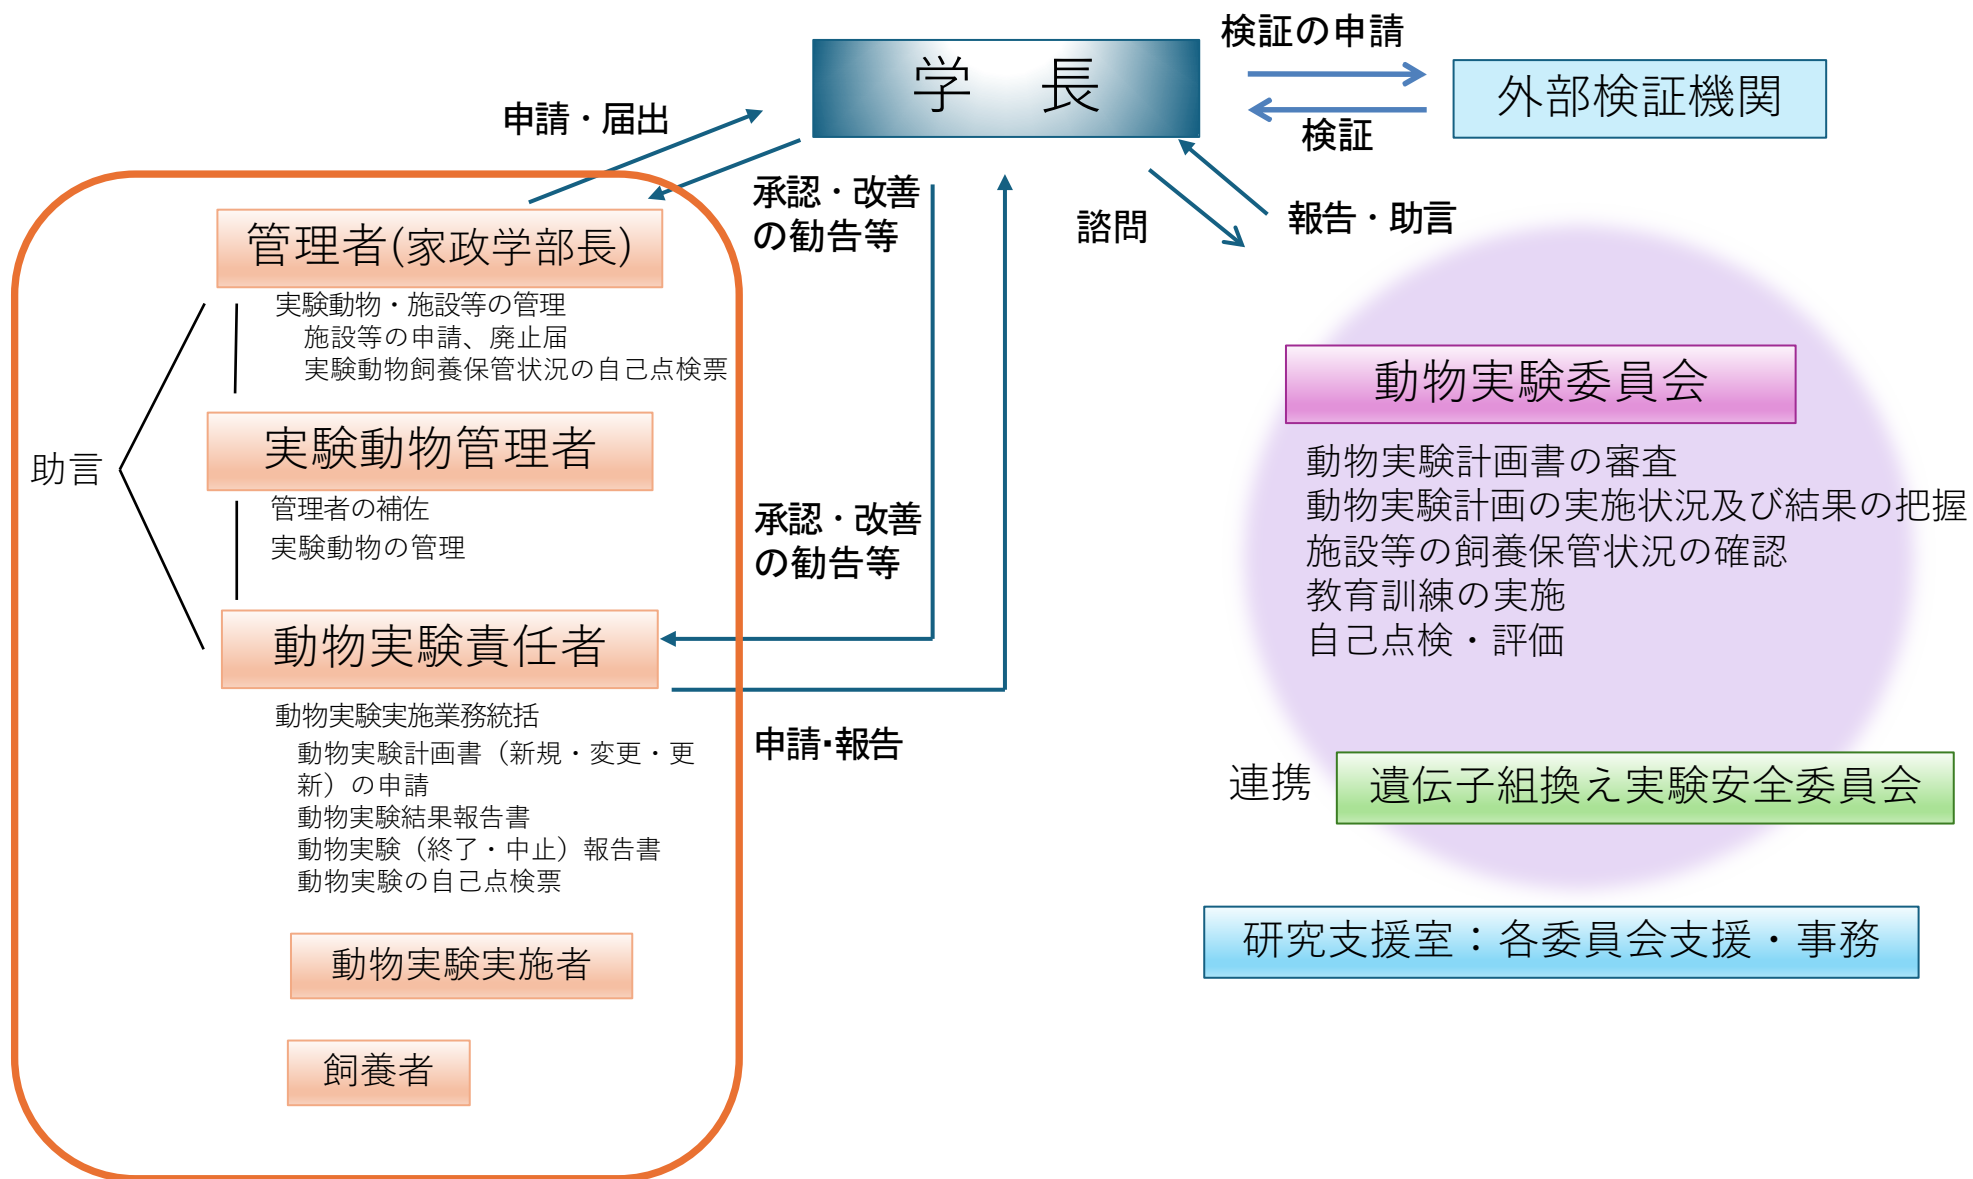 検証の申請
学　長
外部検証機関
検証
申請・届出
承認・改善
の勧告等
諮問
報告・助言
管理者(家政学部長)
実験動物・施設等の管理
施設等の申請、廃止届
実験動物飼養保管状況の自己点検票
助言
実験動物管理者
管理者の補佐
実験動物の管理
承認・改善
の勧告等
動物実験責任者
動物実験実施業務統括
動物実験計画書（新規・変更・更
新）の申請
動物実験結果報告書
動物実験（終了・中止）報告書
動物実験の自己点検票
申請･報告
動物実験実施者
飼養者
動物実験委員会
動物実験計画書の審査
動物実験計画の実施状況及び結果の把握
施設等の飼養保管状況の確認
教育訓練の実施
自己点検・評価
連携
遺伝子組換え実験安全委員会
研究支援室：各委員会支援・事務